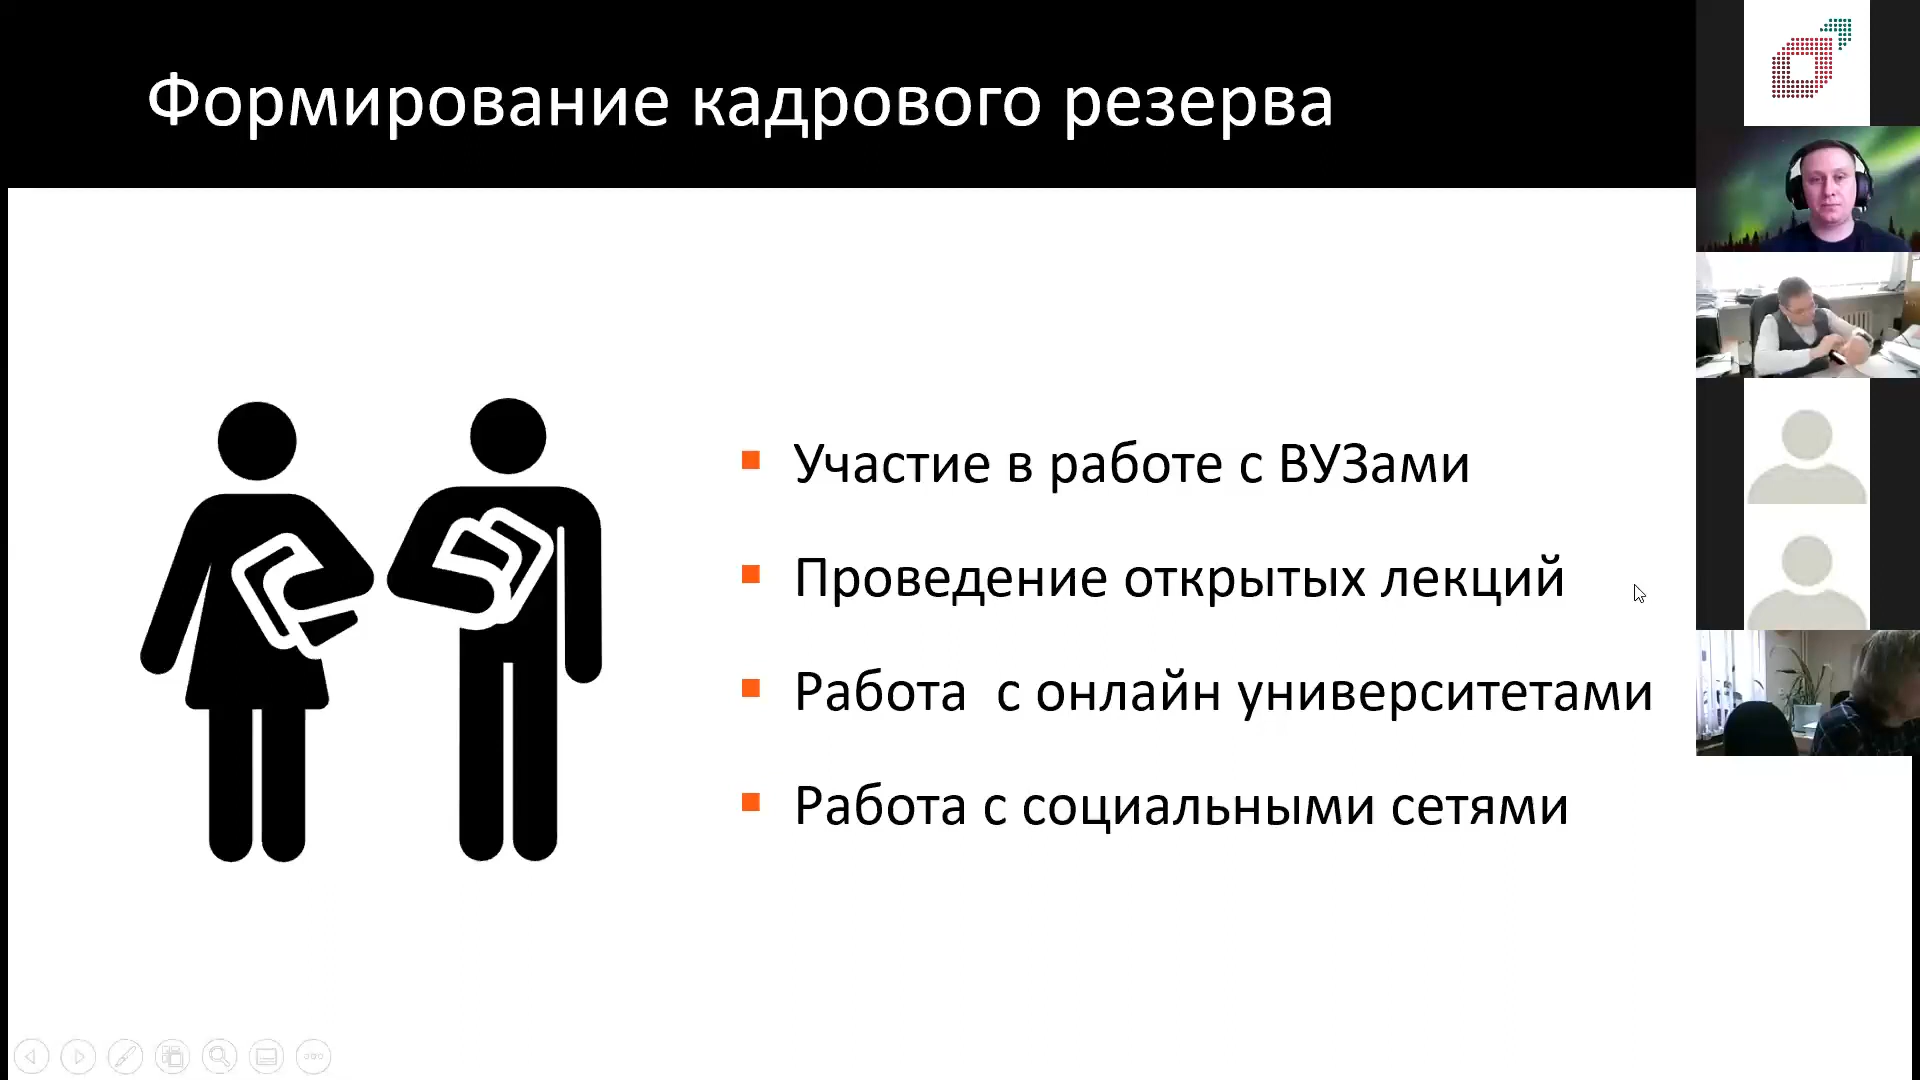 Формирование кадрового резерва
Участие в работе с ВУЗами
Проведение открытых лекций
Работа  с онлайн университетами
Работа с социальными сетями